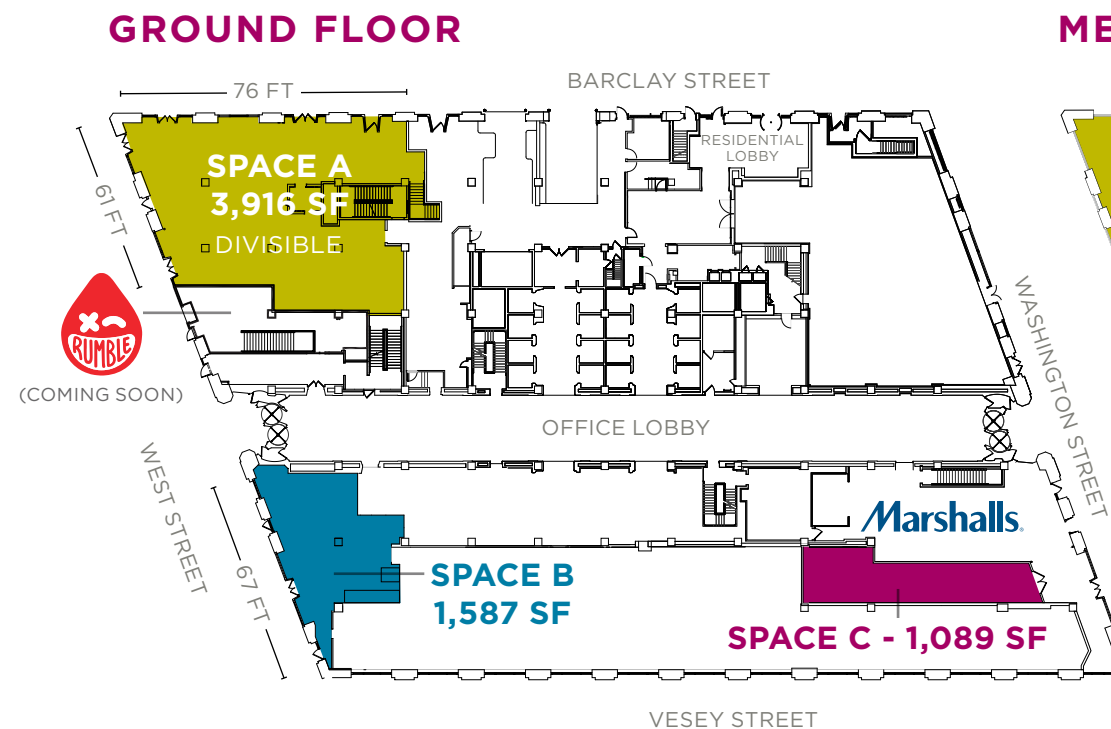 GROUND FLOOR
ME
BARCLAY STREET
76 FT
RESIDENTIAL
LOBBY
SPACE A
3,916 SF
DIVISIBLE
61 FT
RUMBLE
(COMING SOON)
WASHINGTON STREET
OFFICE LOBBY
WEST STREET
Marshalls.
67 FT
SPACE B
1,587 SF
SPACE C - 1,089 SF
VESEY STREET